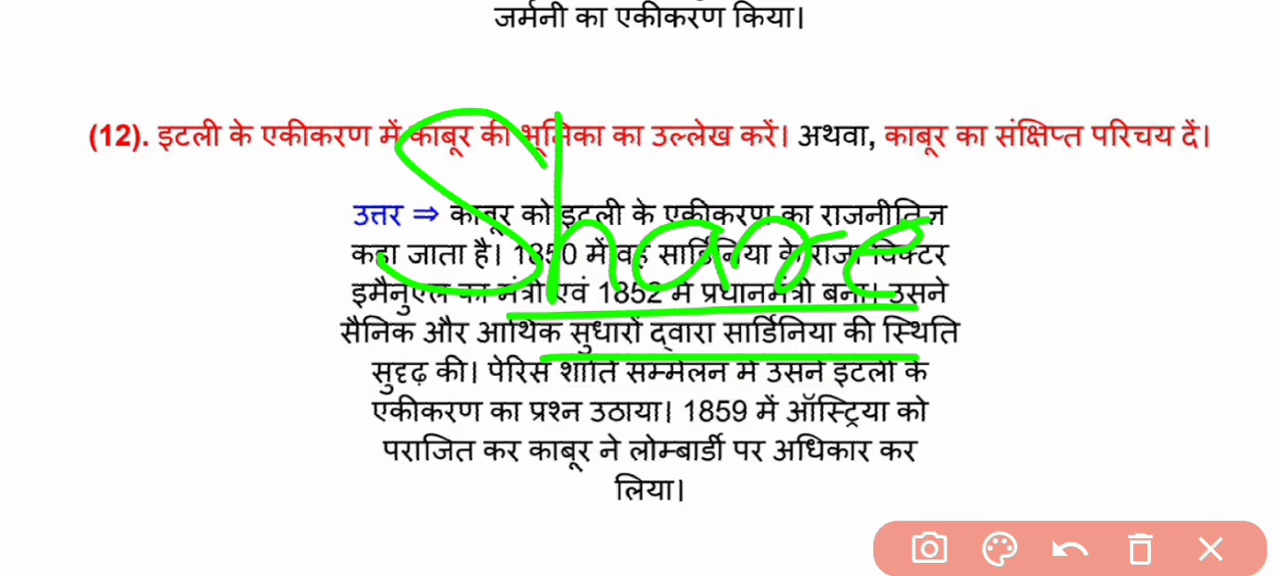 जर्मनी का एकीकरण किया।
(12). इटली के एकीकरण में काबूर की भूमिका का उल्लेख करें। अथवा, काबूर का संक्षिप्त परिचय दें।
उत्तर ⇒ काबूर को इटली के एकीकरण का राजनीतिज्ञ
कहा जाता है। 1850 में वह सार्डिनिया के राजा विक्टर
इमैनुएल का मंत्री एवं 1852 में प्रधानमंत्री बना। उसने
सैनिक और आर्थिक सुधारों द्वारा सार्डिनिया की स्थिति
सुदृढ़ की। पेरिस शांति सम्मेलन में उसने इटली के
एकीकरण का प्रश्न उठाया। 1859 में ऑस्ट्रिया को
पराजित कर काबूर ने लोम्बार्डी पर अधिकार कर
लिया।
Share